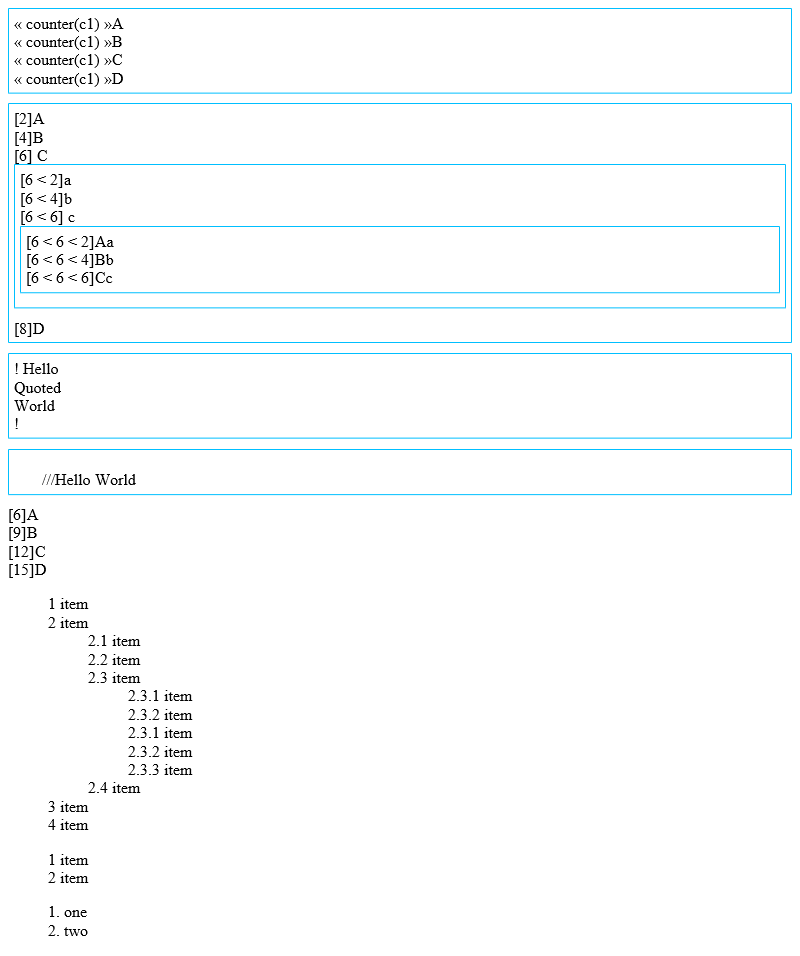 « counter(c1) »A
« counter(c1) »B
« counter(c1) »C
« counter(c1) »D
[2]A
[4]B
[6] C
[6 < 2]a
[6 < 4]b
[6 < 6] c
[6 < 6 < 2]Aa
[6 < 6 < 4]Bb
[6 < 6 < 6]Cc
[8]D
! Hello
Quoted
World
!
///Hello World
[6]A
[9]B
[12]C
[15]D
1 item
2 item
2.1 item
2.2 item
2.3 item
2.3.1 item
2.3.2 item
2.3.1 item
2.3.2 item
2.3.3 item
2.4 item
3 item
4 item
1 item
2 item
1. one
2. two